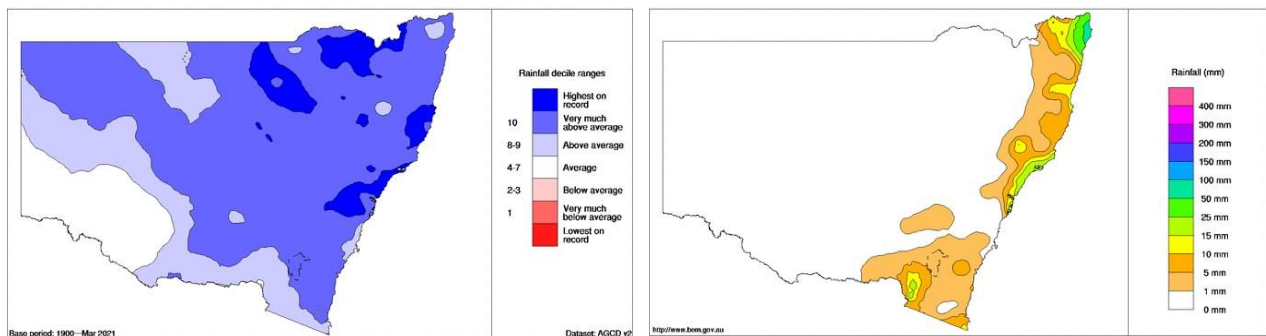 Rainfall decile ranges
Highest on
record
10
Very much
above average
8-9
Above average
4-7
Average
2-3
Below average
1
Very much
below average
Lowest on
record
Base period: 1900—Mar 2021
Dataset: AGCD v2
Rainfall (mm)
400 mm
300 mm
200 mm
150 mm
100 mm
50 mm
25 mm
15 mm
10 mm
5 mm
1 mm
0 mm
http://www.bom.gov.au